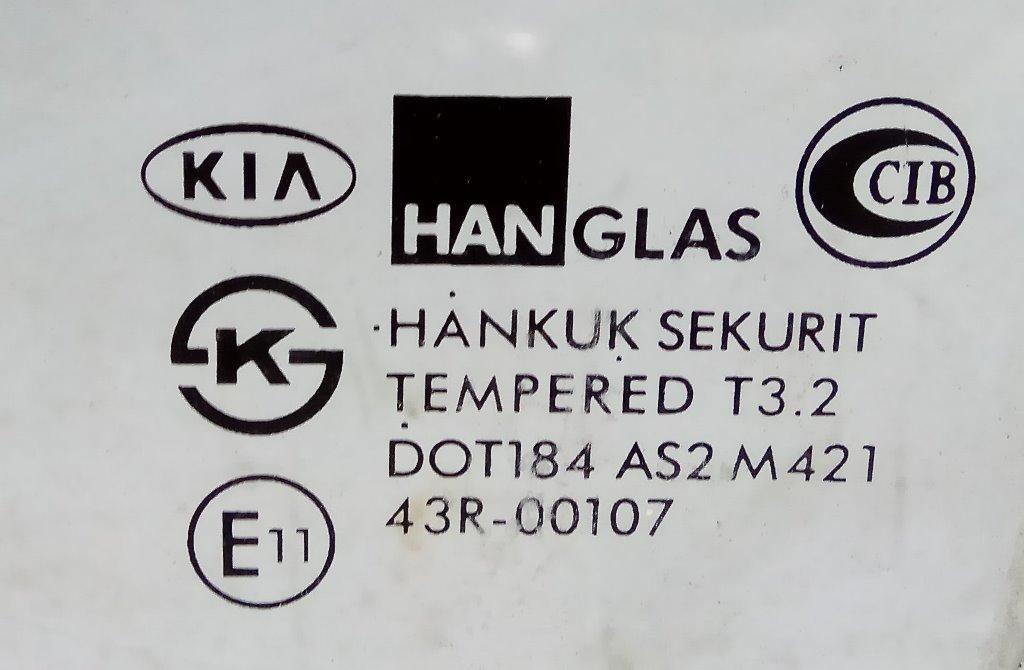 KIA
HANGLAS
CIB
K
HANKUK SEKURIT
TEMPERED T3.2
DOT184 AS2 M421
E11
43R-00107